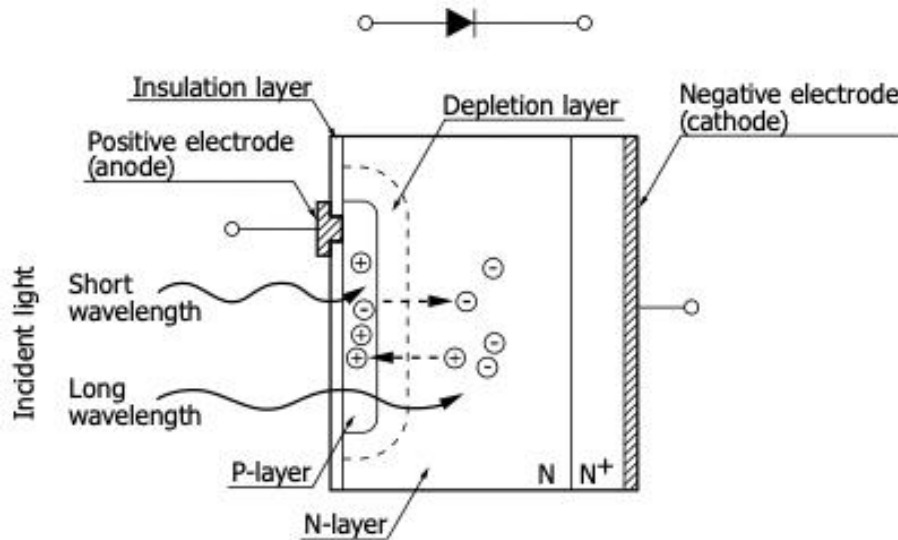 Insulation layer
Depletion layer
Negative electrode
(cathode)
Positive electrode
(anode)
Incident light
Short
wavelength
Long
wavelength
P-layer
N-layer
N
N+